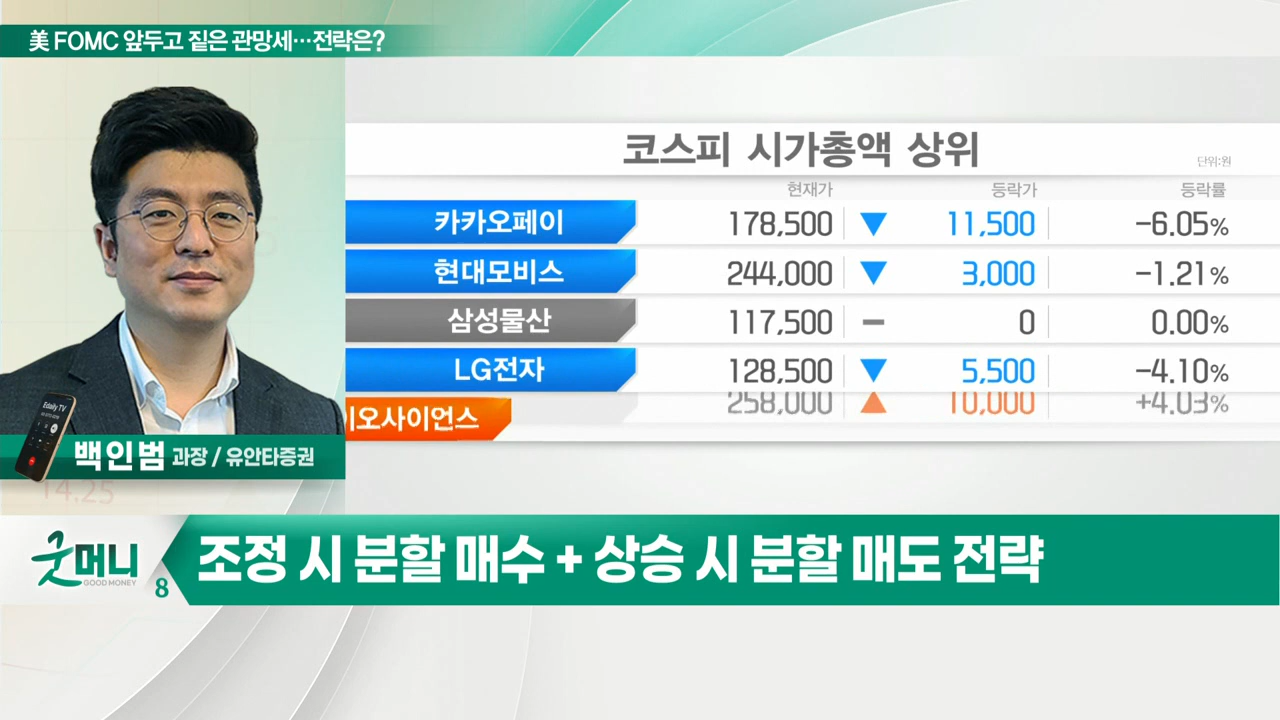 美 FOMC 앞두고 짙은 관망세…전략은?
코스피 시가총액 상위
단위:원
현재가 등락가 등락률
카카오페이 178,500 ▼ 11,500 -6.05%
현대모비스 244,000 ▼ 3,000 -1.21%
삼성물산 117,500 - 0 0.00%
LG전자 128,500 ▼ 5,500 -4.10%
이오사이언스 258,000 ▲ 10,000 +4.03%
Edaily TV
백인범 과장 / 유안타증권
14.25
굿머니
GOOD MONEY
8
조정 시 분할 매수 + 상승 시 분할 매도 전략